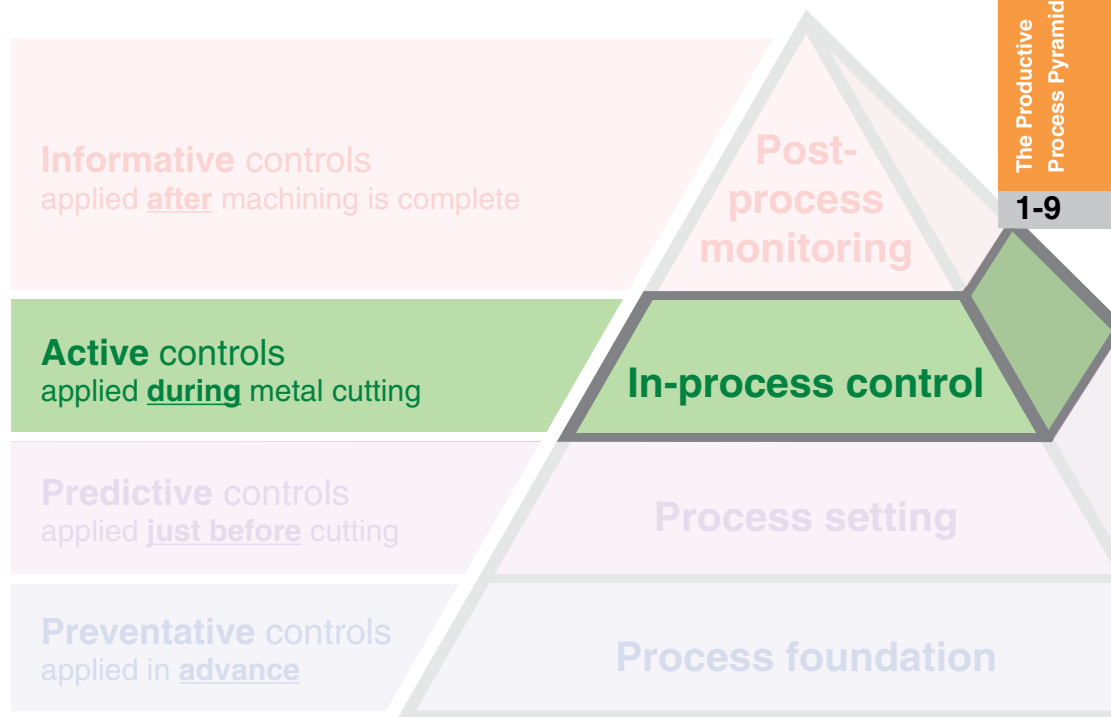 The Productive
Process Pyramid
1-9
Informative controls
applied after machining is complete
Post-
process
monitoring
Active controls
applied during metal cutting
In-process control
Predictive controls
applied just before cutting
Process setting
Preventative controls
applied in advance
Process foundation